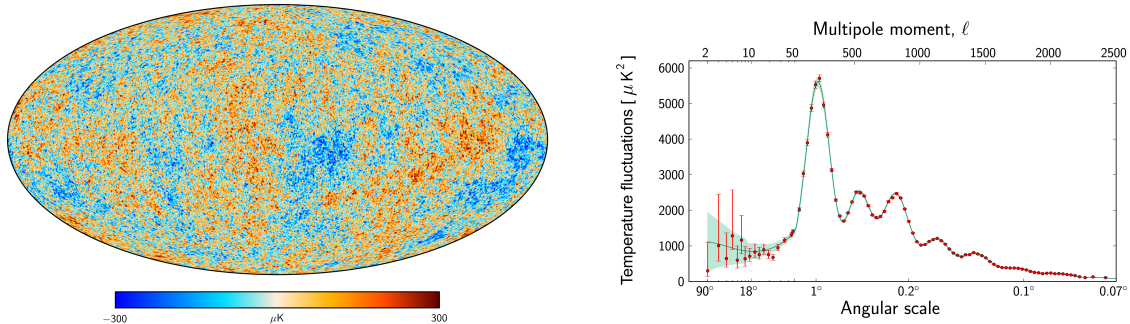 −300
µK
300
Multipole moment, ℓ
2 10 50 500 1000 1500 2000 2500
Temperature fluctuations [ µ K² ]
6000
5000
4000
3000
2000
1000
0
90° 18° 1° 0.2° 0.1° 0.07°
Angular scale